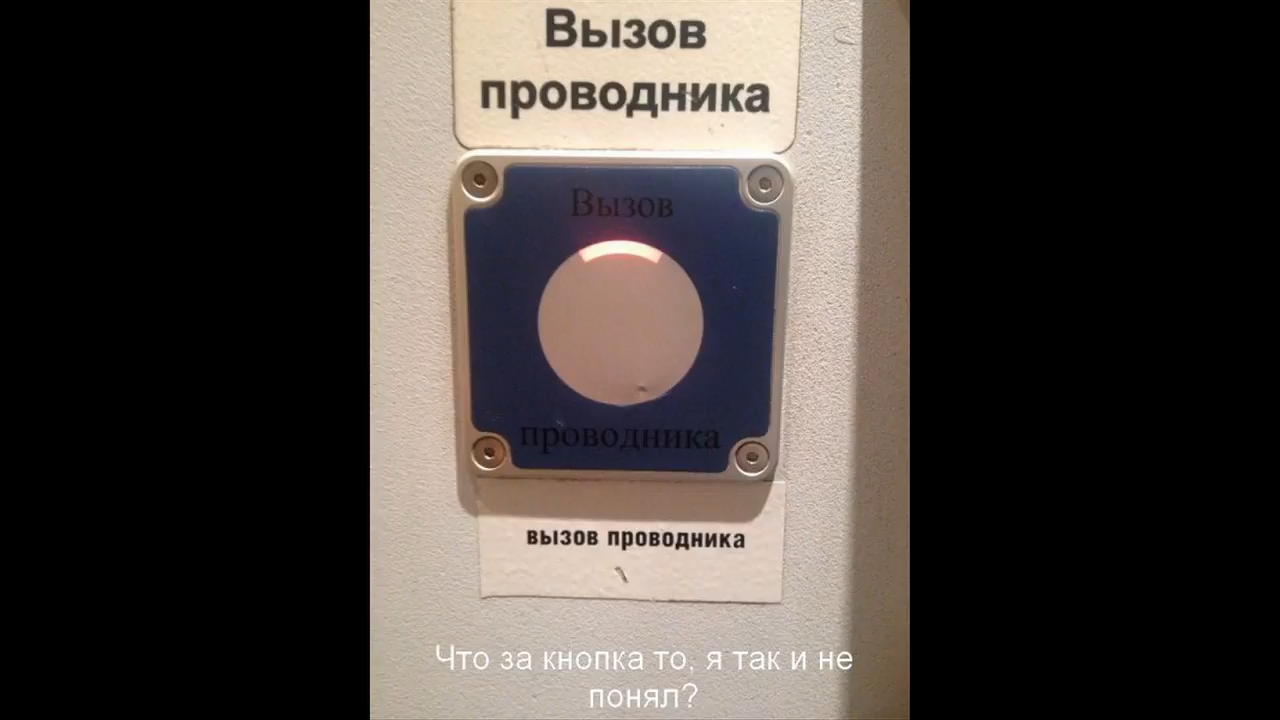 Вызов
проводника
Вызов
проводника
вызов проводника
Что за кнопка то, я так и не
понял?